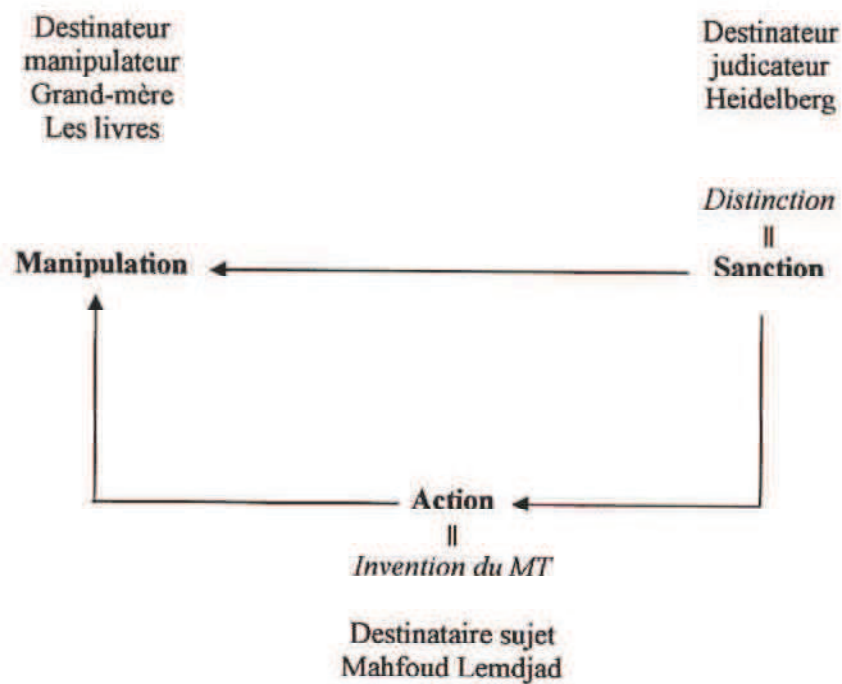 Destinateur
manipulateur
Grand-mère
Les livres
Destinateur
judicateur
Heidelberg
Distinction
=
Manipulation
Sanction
Action
=
Invention du MT
Destinataire sujet
Mahfoud Lemdjad